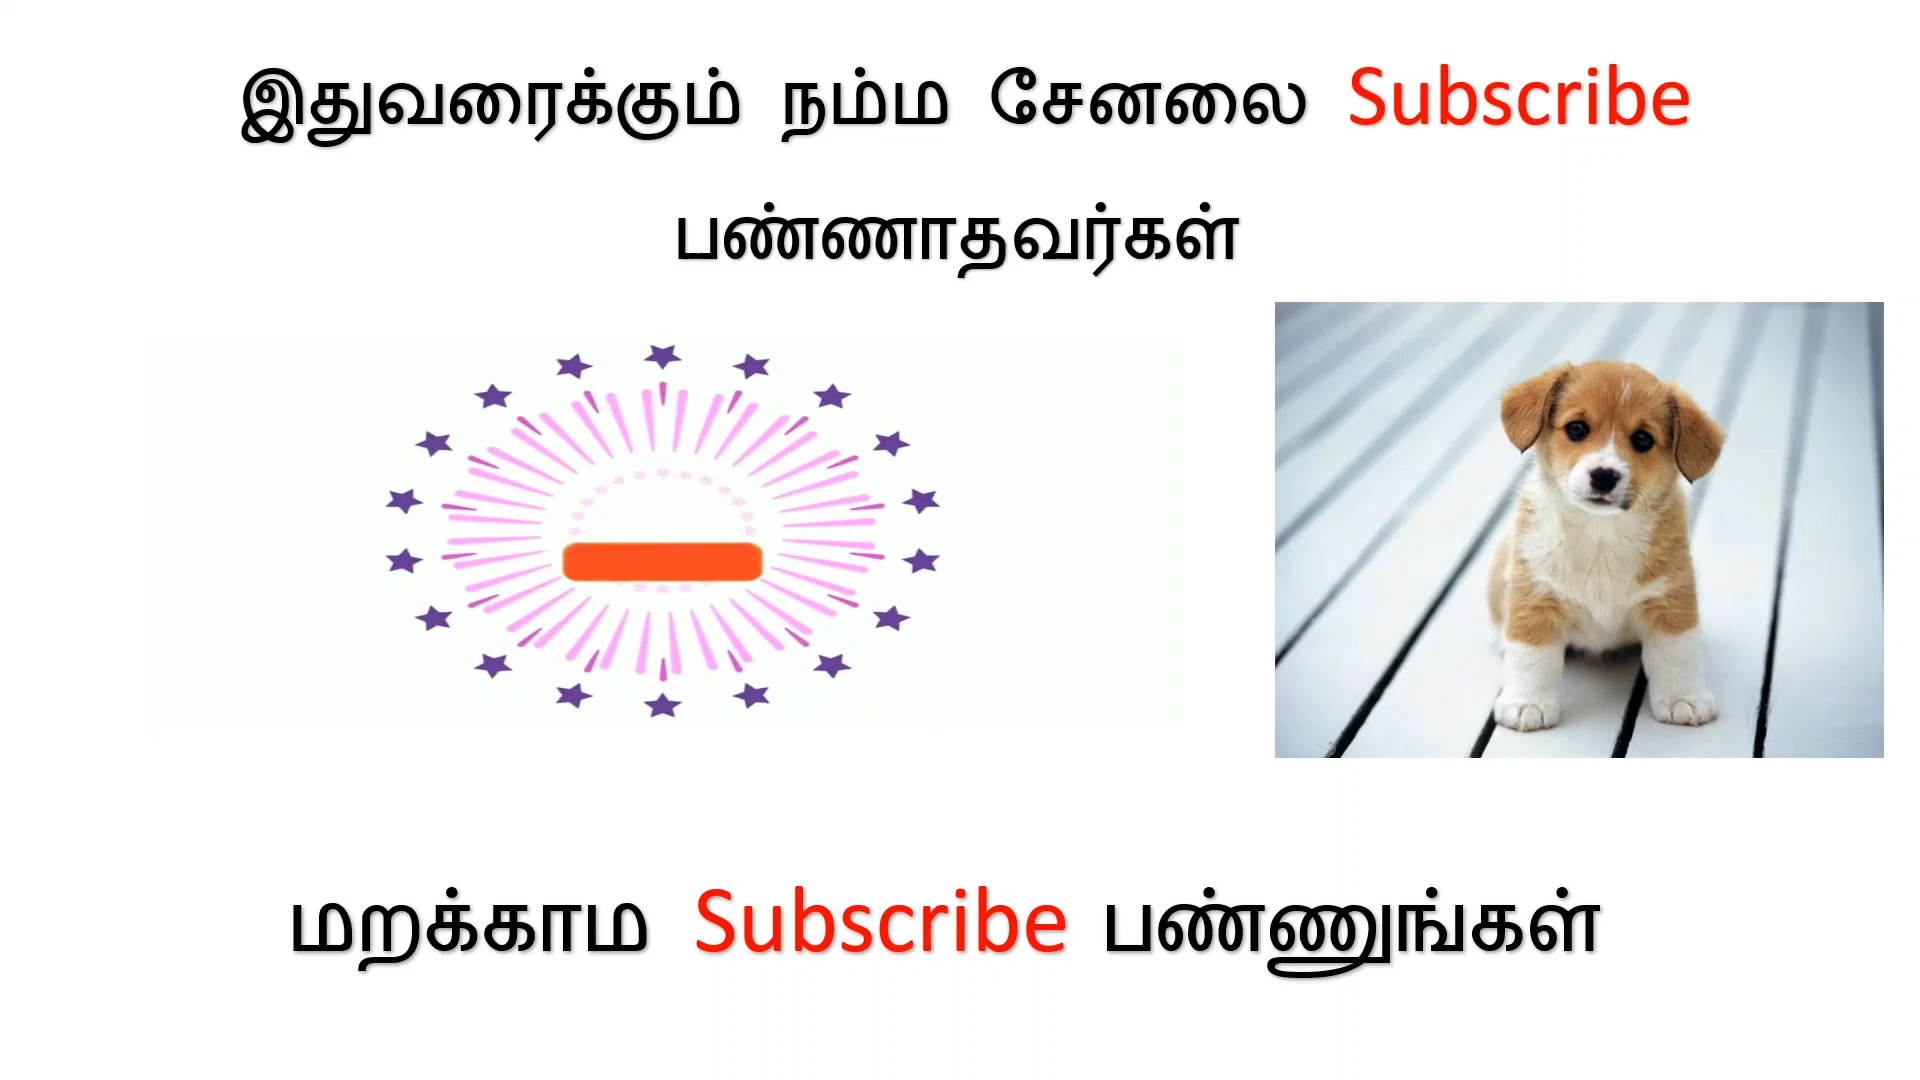 இதுவரைக்கும் நம்ம சேனலை Subscribe
பண்ணாதவர்கள்
மறக்காம Subscribe பண்ணுங்கள்